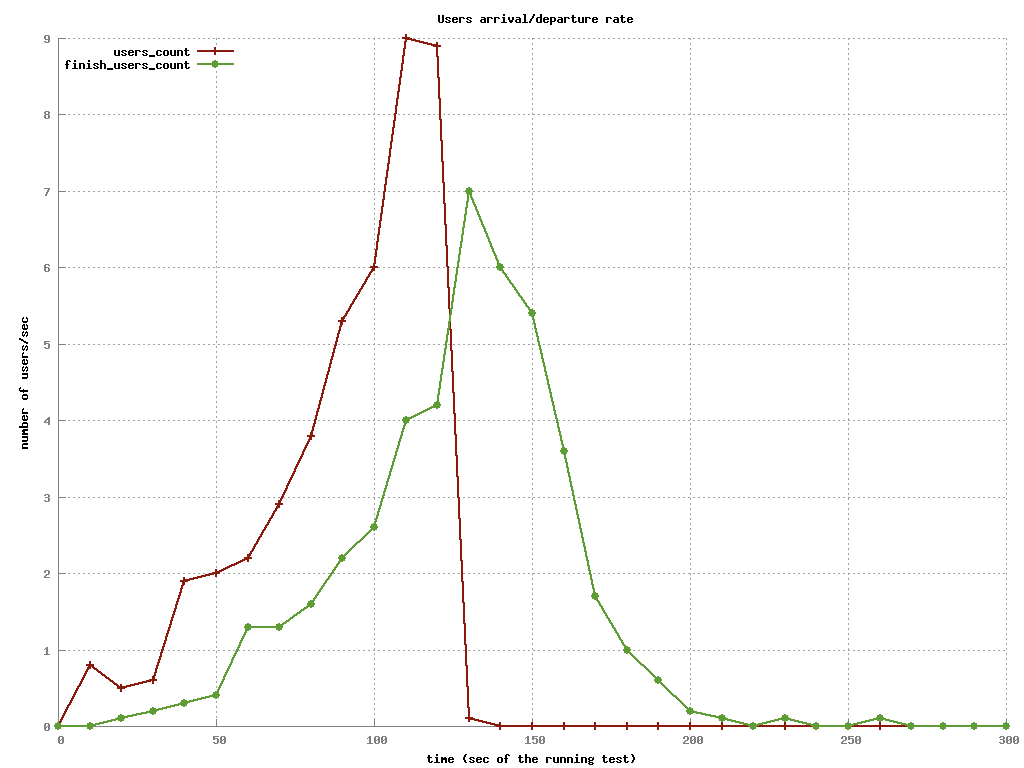 Users arrival/departure rate
users_count
finish_users_count
9
8
7
6
5
4
3
2
1
0
number of users/sec
0 50 100 150 200 250 300
time (sec of the running test)